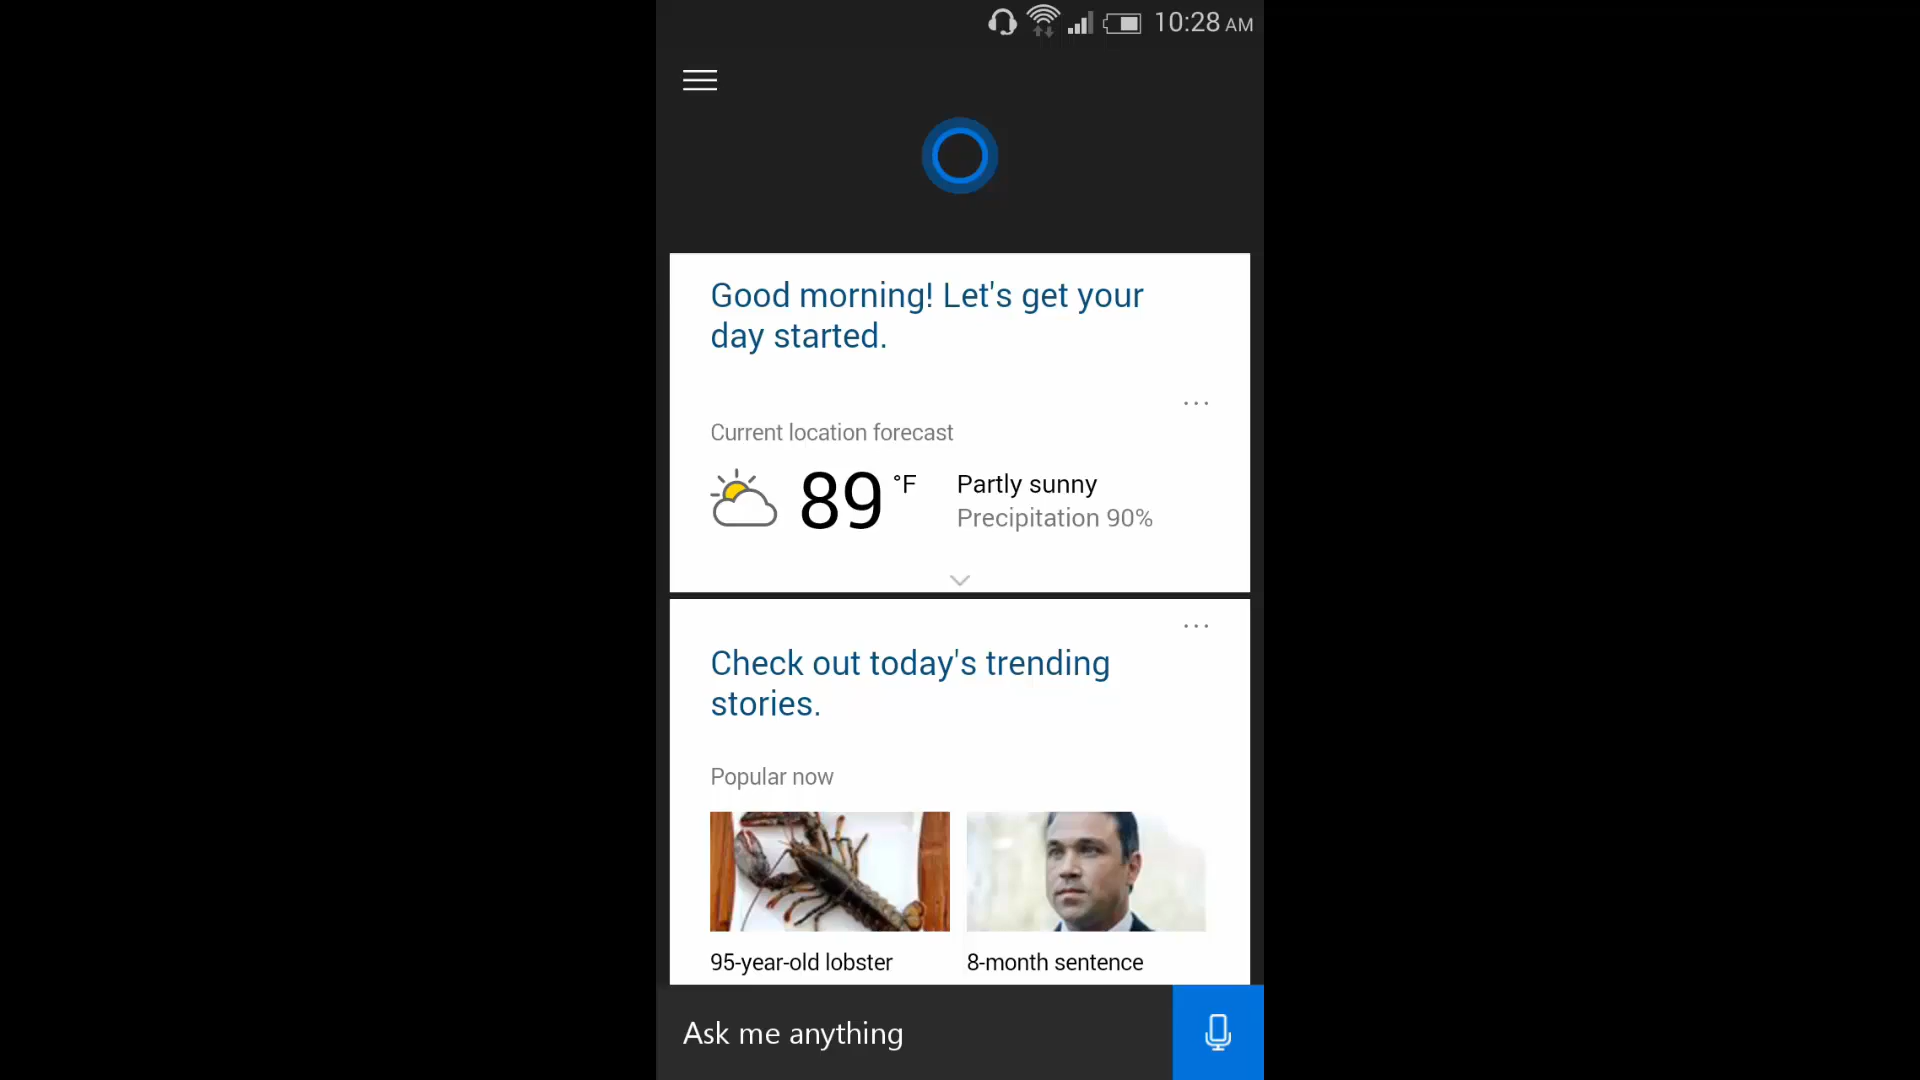 10:28 AM
Good morning! Let's get your
day started.
...
Current location forecast
89 °F
Partly sunny
Precipitation 90%
...
Check out today's trending
stories.
Popular now
95-year-old lobster
8-month sentence
Ask me anything